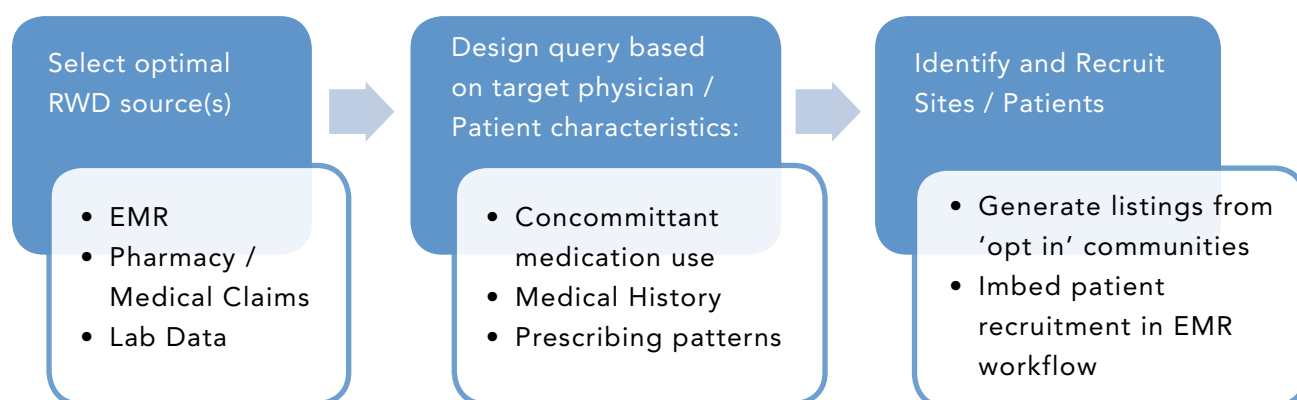 Select optimal
RWD source(s)
• EMR
• Pharmacy /
Medical Claims
• Lab Data
Design query based
on target physician /
Patient characteristics:
• Concommittant
medication use
• Medical History
• Prescribing patterns
Identify and Recruit
Sites / Patients
• Generate listings from
‘opt in’ communities
• Imbed patient
recruitment in EMR
workflow